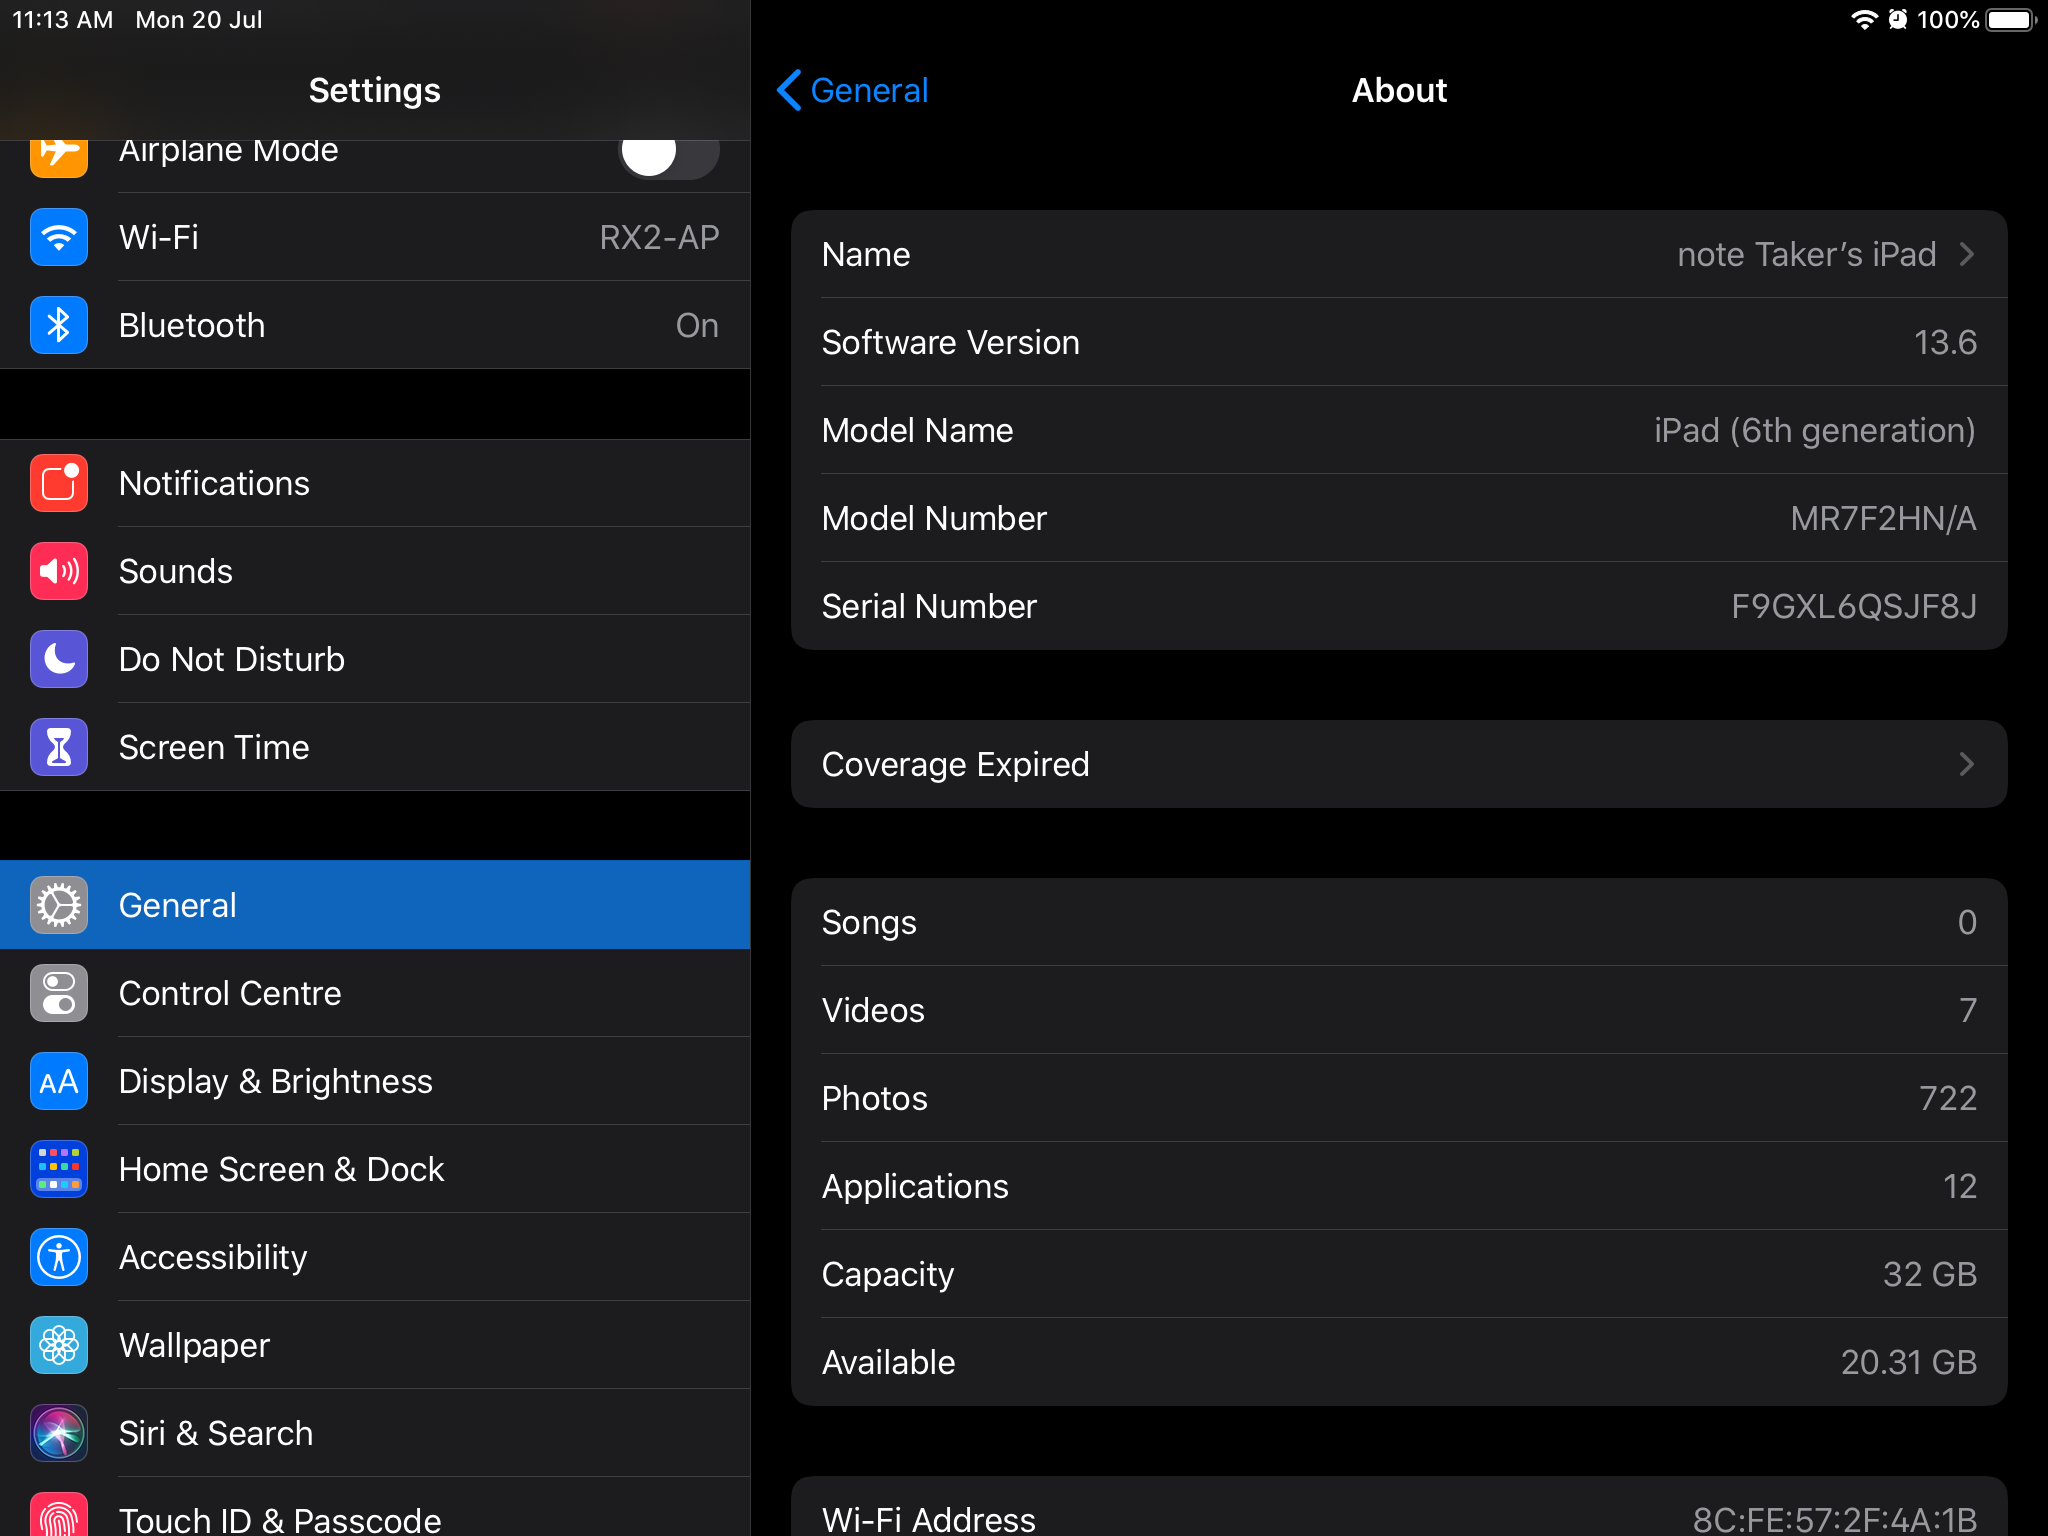 11:13 AM Mon 20 Jul
100%
Settings
Airplane Mode
Wi-Fi RX2-AP
Bluetooth On
Notifications
Sounds
Do Not Disturb
Screen Time
General
Control Centre
AA Display & Brightness
Home Screen & Dock
Accessibility
Wallpaper
Siri & Search
Touch ID & Passcode
General
About
Name note Taker’s iPad
Software Version 13.6
Model Name iPad (6th generation)
Model Number MR7F2HN/A
Serial Number F9GXL6QSJF8J
Coverage Expired
Songs 0
Videos 7
Photos 722
Applications 12
Capacity 32 GB
Available 20.31 GB
Wi-Fi Address 8C:FE:57:2F:4A:1B